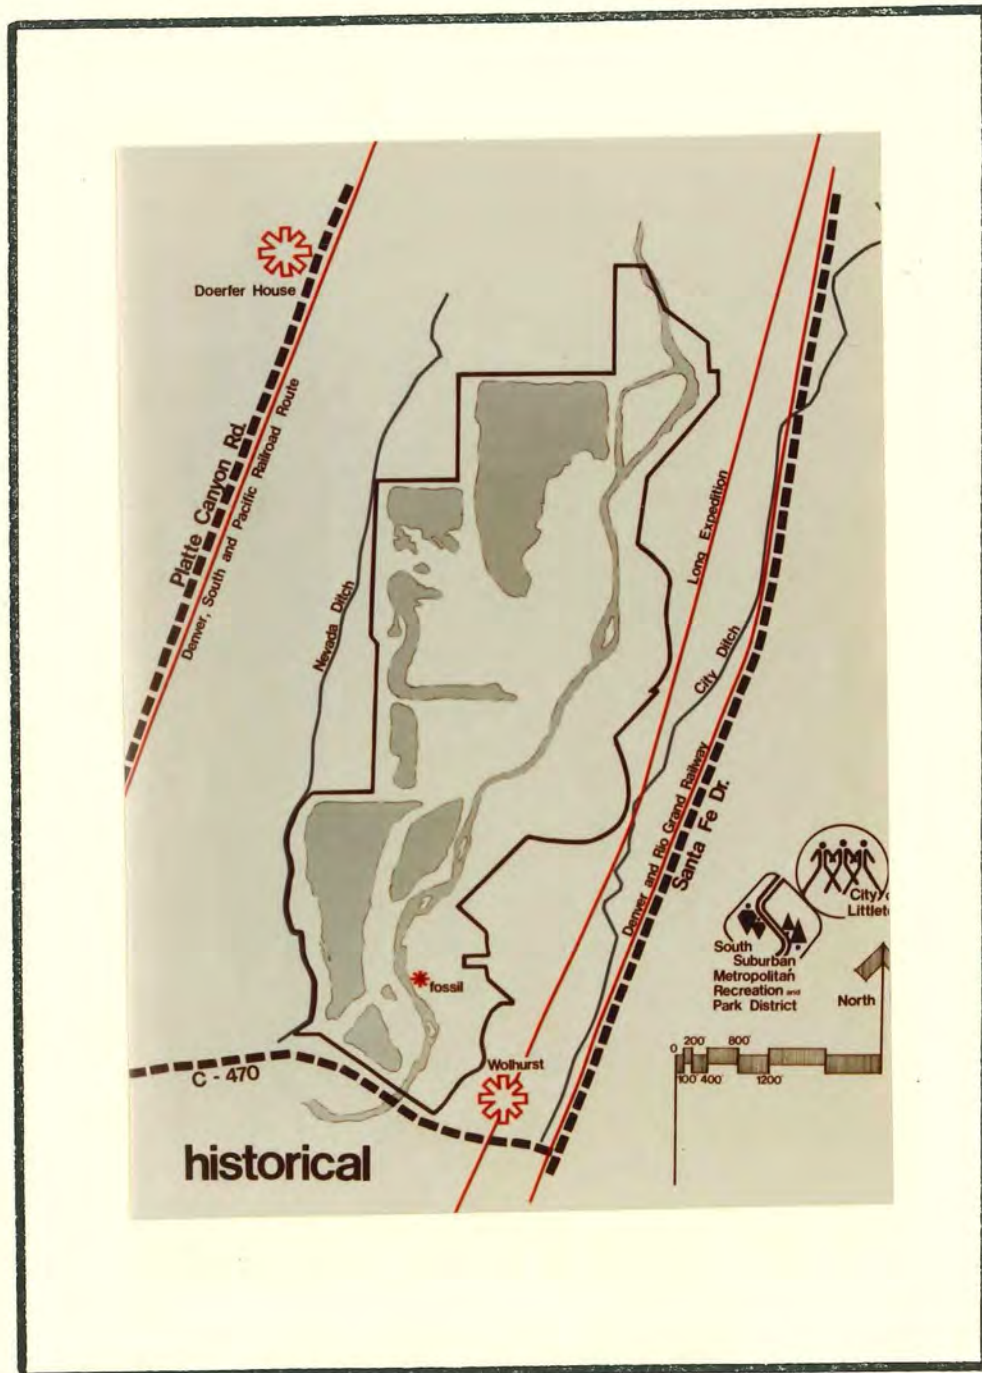 Doerfer House
Platte Canyon Rd.
Denver, South and Pacific Railroad Route
Nevada Ditch
Long Expedition
City Ditch
Denver and Rio Grand Railway
Santa Fe Dr.
fossil
Wolhurst
C - 470
historical
City
Littlet
South
Suburban
Metropolitan
Recreation and
Park District
North
0 200' 800'
100' 400' 1200'